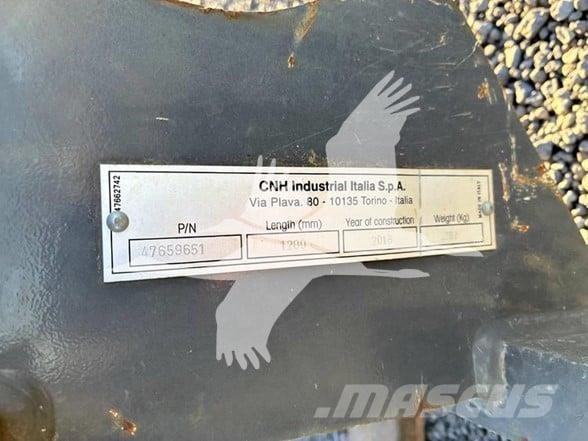 47662742
CNH Industrial Italia S.p.A.
Via Plava. 80 - 10135 Torino - Italia
MADE IN ITALY
P/N Length (mm) Year of construction Weight (Kg)
47659651 1200 2018
MASCUS